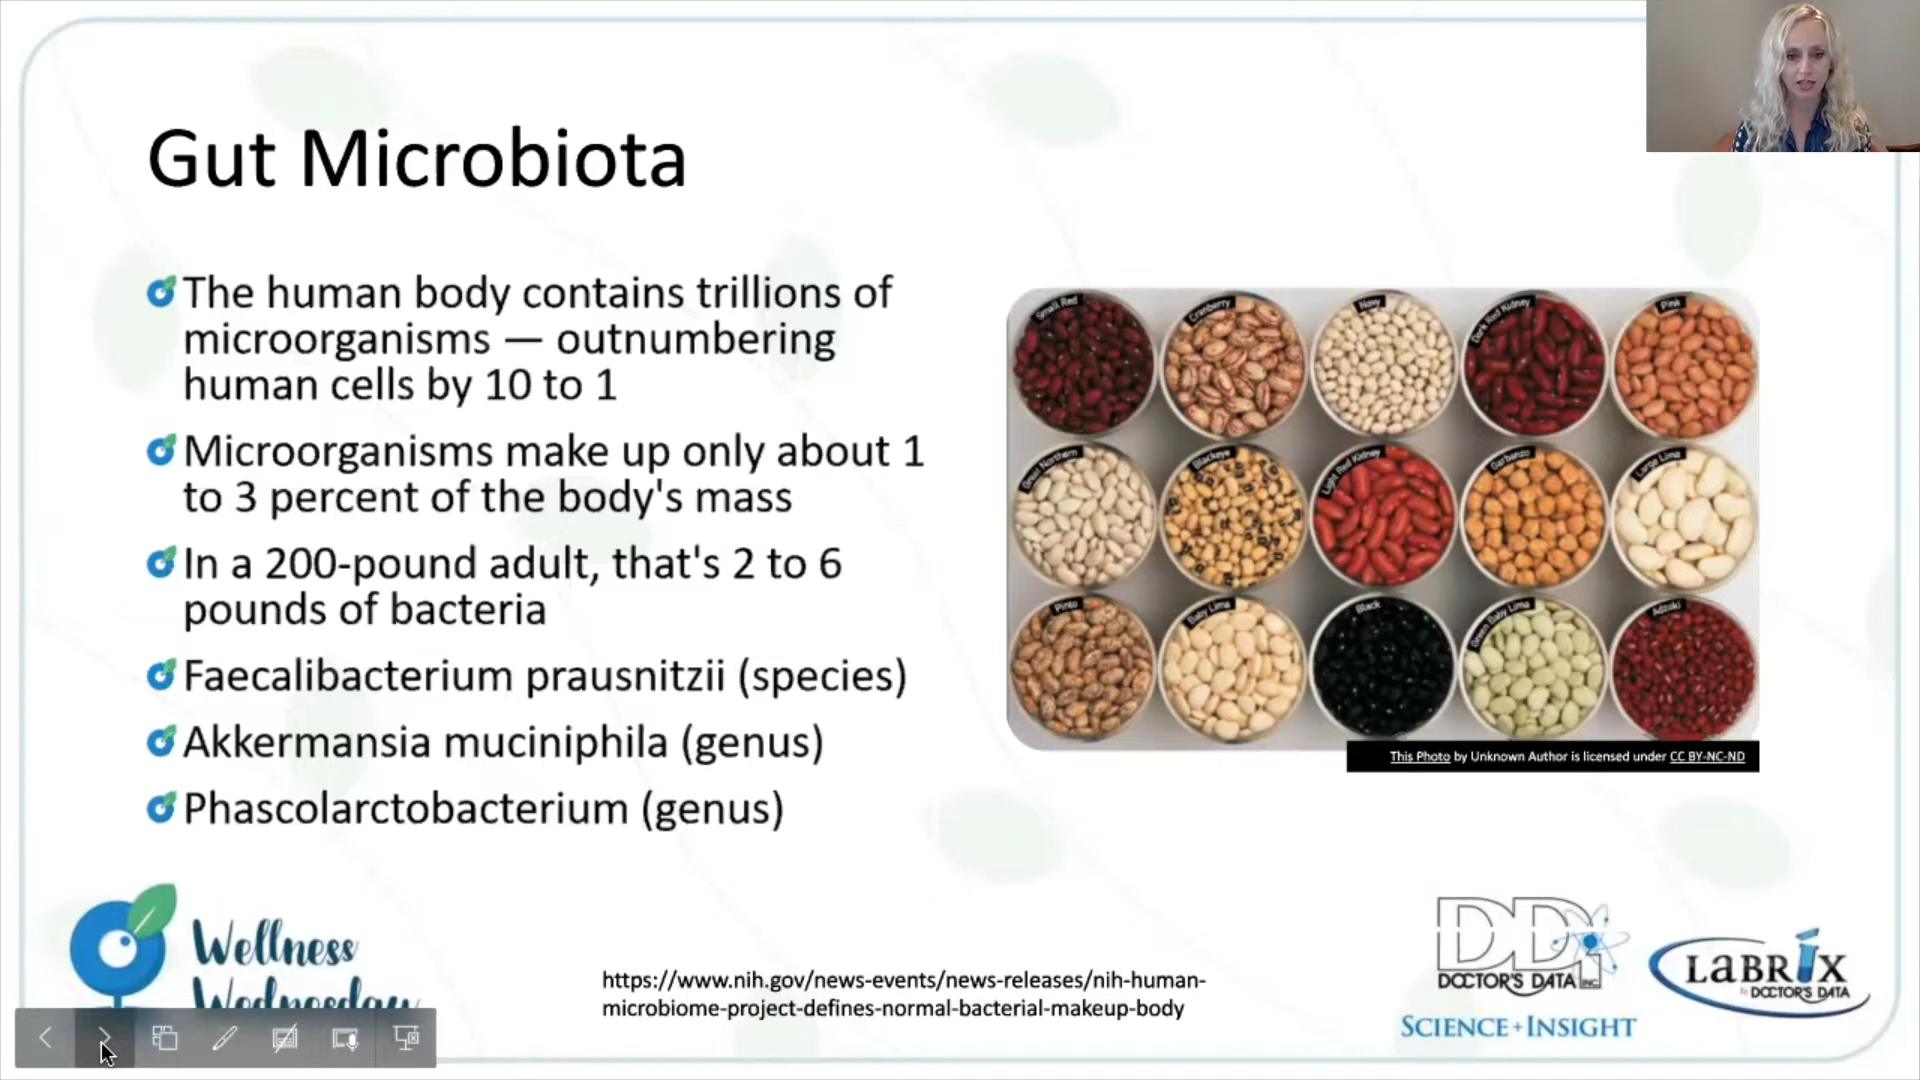 Gut Microbiota
The human body contains trillions of
microorganisms — outnumbering
human cells by 10 to 1
Microorganisms make up only about 1
to 3 percent of the body's mass
In a 200-pound adult, that's 2 to 6
pounds of bacteria
Faecalibacterium prausnitzii (species)
Akkermansia muciniphila (genus)
Phascolarctobacterium (genus)
Small Red
Cranberry
Navy
Dark Red Kidney
Pink
Great Northern
Blackeye
Light Red Kidney
Garbanzo
Large Lima
Pinto
Baby Lima
Black
Green Baby Lima
Adzuki
This Photo by Unknown Author is licensed under CC BY-NC-ND
Wellness
Wednesday
https://www.nih.gov/news-events/news-releases/nih-human-
microbiome-project-defines-normal-bacterial-makeup-body
DDI
DOCTOR'S DATA INC
SCIENCE+INSIGHT
LABRIX
DOCTOR'S DATA